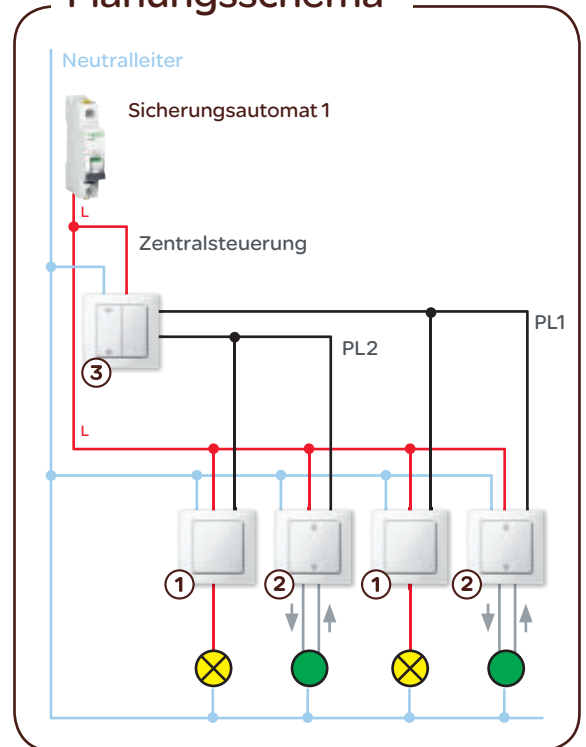 Planungsschema
Neutralleiter
Sicherungsautomat 1
L
Zentralsteuerung
PL1
PL2
3
L
1
2
1
2